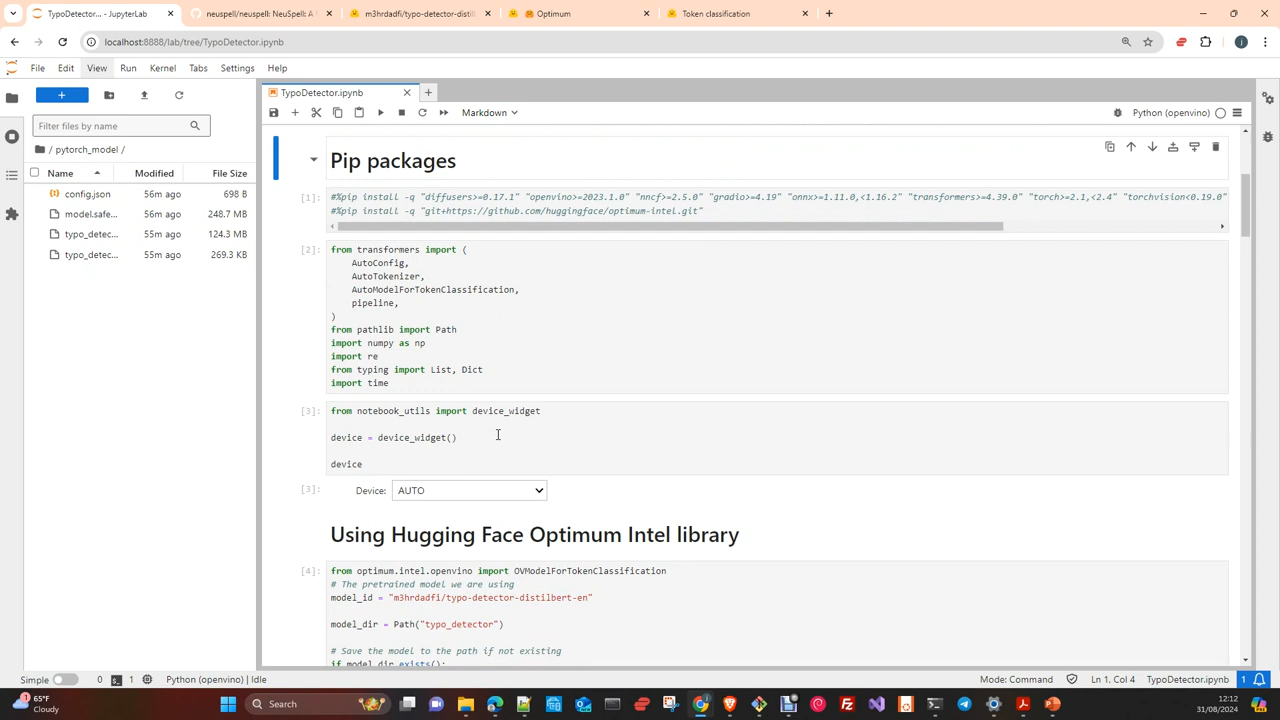 TypoDetector... - JupyterLab
neuspell/neuspell: NeuSpell: A N
m3hrdadfi/typo-detector-distil
Optimum
Token classification
localhost:8888/lab/tree/TypoDetector.ipynb
File Edit View Run Kernel Tabs Settings Help
TypoDetector.ipynb
Markdown
Python (openvino)
Filter files by name
/ pytorch_model /
Name Modified File Size
config.json 56m ago 698 B
model.safe... 56m ago 248.7 MB
typo_detec... 55m ago 124.3 MB
typo_detec... 55m ago 269.3 KB
Pip packages
[1]:
#%pip install -q "diffusers>=0.17.1" "openvino>=2023.1.0" "nncf>=2.5.0" "gradio>=4.19" "onnx>=1.11.0,<1.16.2" "transformers>=4.39.0" "torch>=2.1,<2.4" "torchvision<0.19.0"
#%pip install -q "git+https://github.com/huggingface/optimum-intel.git"
[2]:
from transformers import (
AutoConfig,
AutoTokenizer,
AutoModelForTokenClassification,
pipeline,
)
from pathlib import Path
import numpy as np
import re
from typing import List, Dict
import time
[3]:
from notebook_utils import device_widget
device = device_widget()
device
[3]:
Device: AUTO
Using Hugging Face Optimum Intel library
[4]:
from optimum.intel.openvino import OVModelForTokenClassification
# The pretrained model we are using
model_id = "m3hrdadfi/typo-detector-distilbert-en"
model_dir = Path("typo_detector")
# Save the model to the path if not existing
if model_dir.exists():
Simple 0 1 Python (openvino) | Idle
Mode: Command Ln 1, Col 4 TypoDetector.ipynb 1
65°F
Cloudy
Search
12:12
31/08/2024